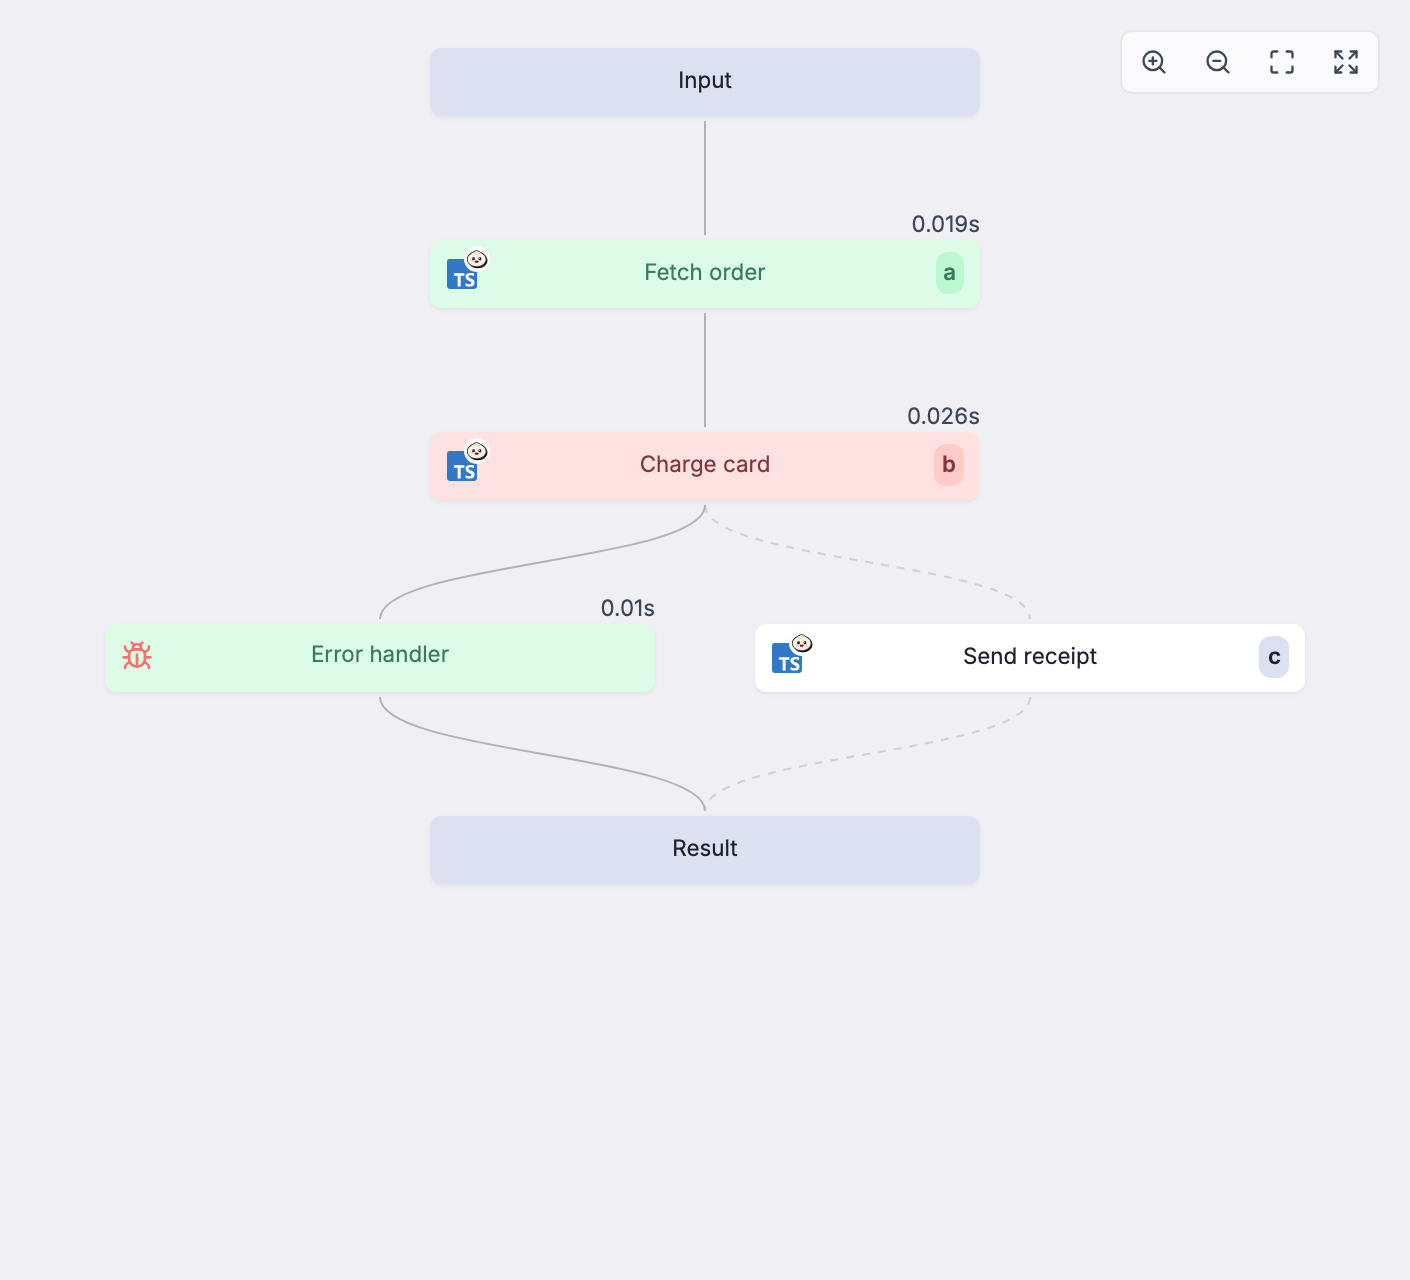 Input
0.019s
TS
Fetch order
a
0.026s
TS
Charge card
b
0.01s
Error handler
TS
Send receipt
c
Result